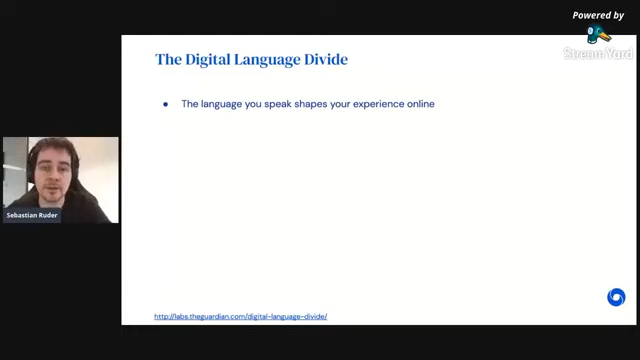 Powered by
StreamYard
The Digital Language Divide
● The language you speak shapes your experience online
Sebastian Ruder
http://labs.theguardian.com/digital-language-divide/